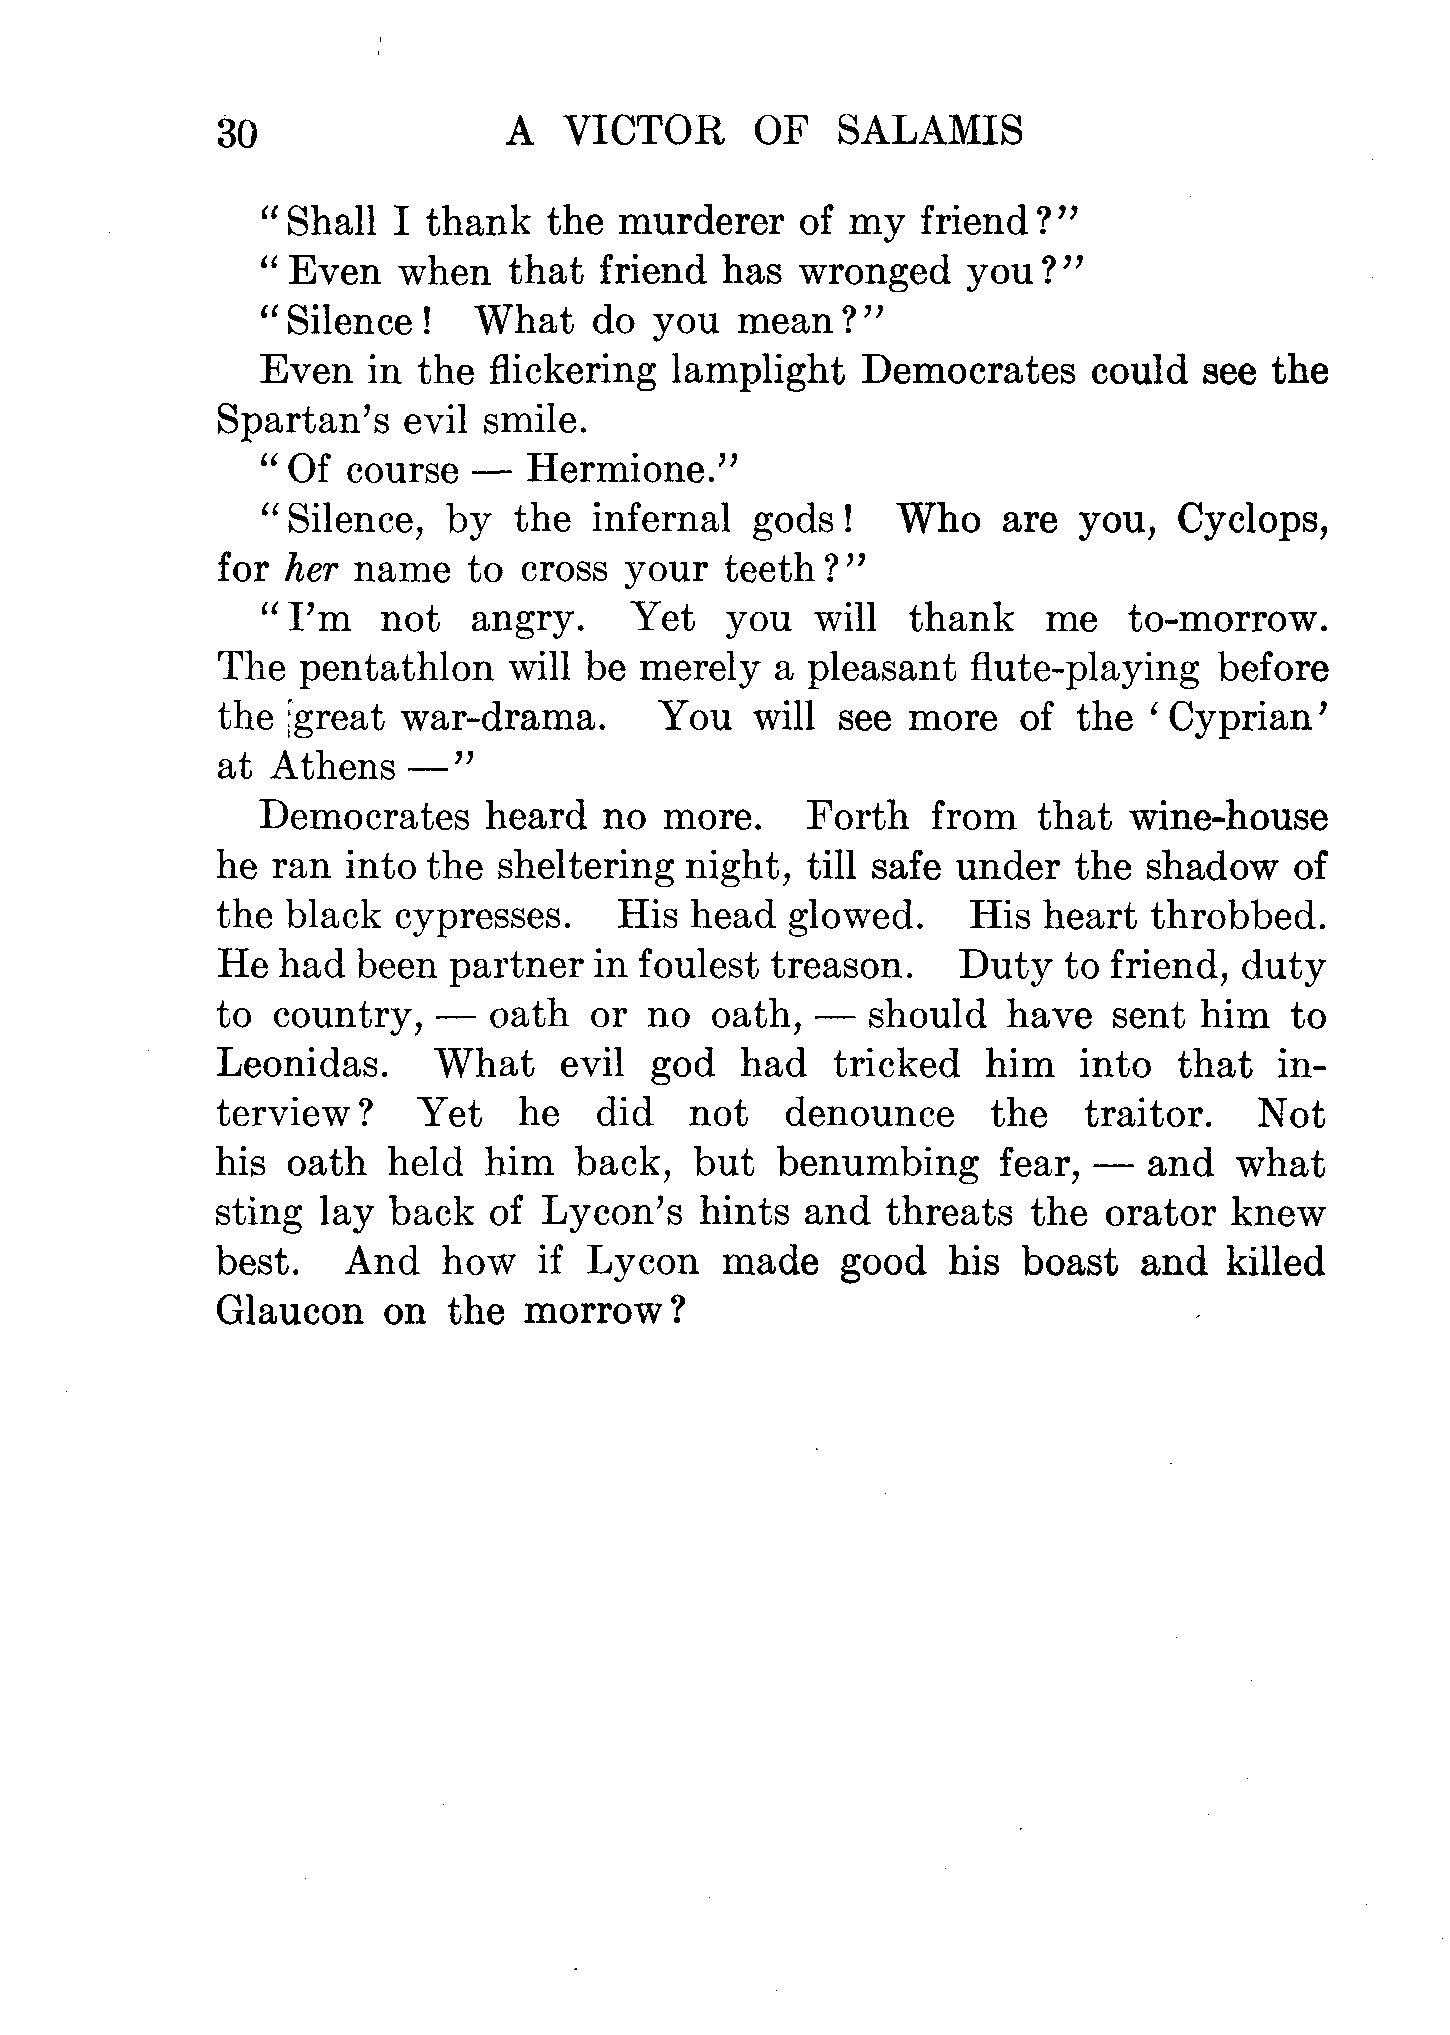 30 A VICTOR OF SALAMIS
"Shall I thank the murderer of my friend?"
"Even when that friend has wronged you?"
"Silence! What do you mean?"
Even in the flickering lamplight Democrates could see the
Spartan's evil smile.
"Of course — Hermione."
"Silence, by the infernal gods! Who are you, Cyclops,
for her name to cross your teeth?"
"I'm not angry. Yet you will thank me to-morrow.
The pentathlon will be merely a pleasant flute-playing before
the great war-drama. You will see more of the 'Cyprian'
at Athens —"
Democrates heard no more. Forth from that wine-house
he ran into the sheltering night, till safe under the shadow of
the black cypresses. His head glowed. His heart throbbed.
He had been partner in foulest treason. Duty to friend, duty
to country, — oath or no oath, — should have sent him to
Leonidas. What evil god had tricked him into that in-
terview? Yet he did not denounce the traitor. Not
his oath held him back, but benumbing fear, — and what
sting lay back of Lycon's hints and threats the orator knew
best. And how if Lycon made good his boast and killed
Glaucon on the morrow?